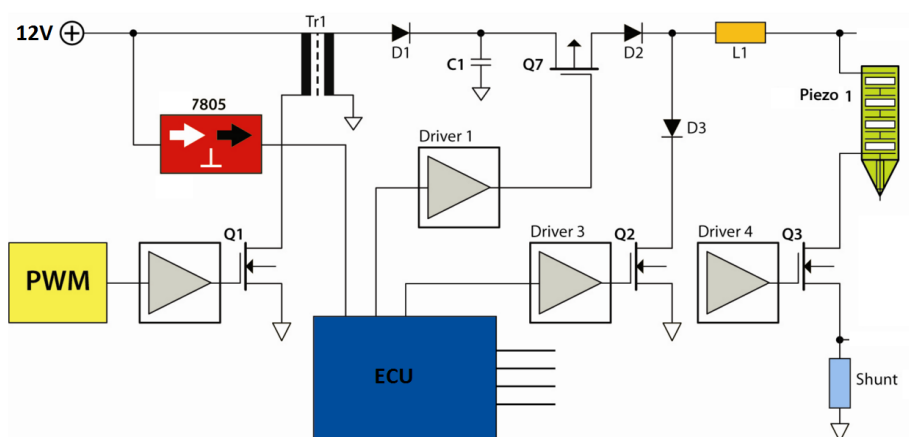 Tr1
12V
D1
C1
Q7
D2
L1
Piezo 1
7805
D3
Driver 1
Driver 3
Q2
Driver 4
Q3
Q1
PWM
ECU
Shunt